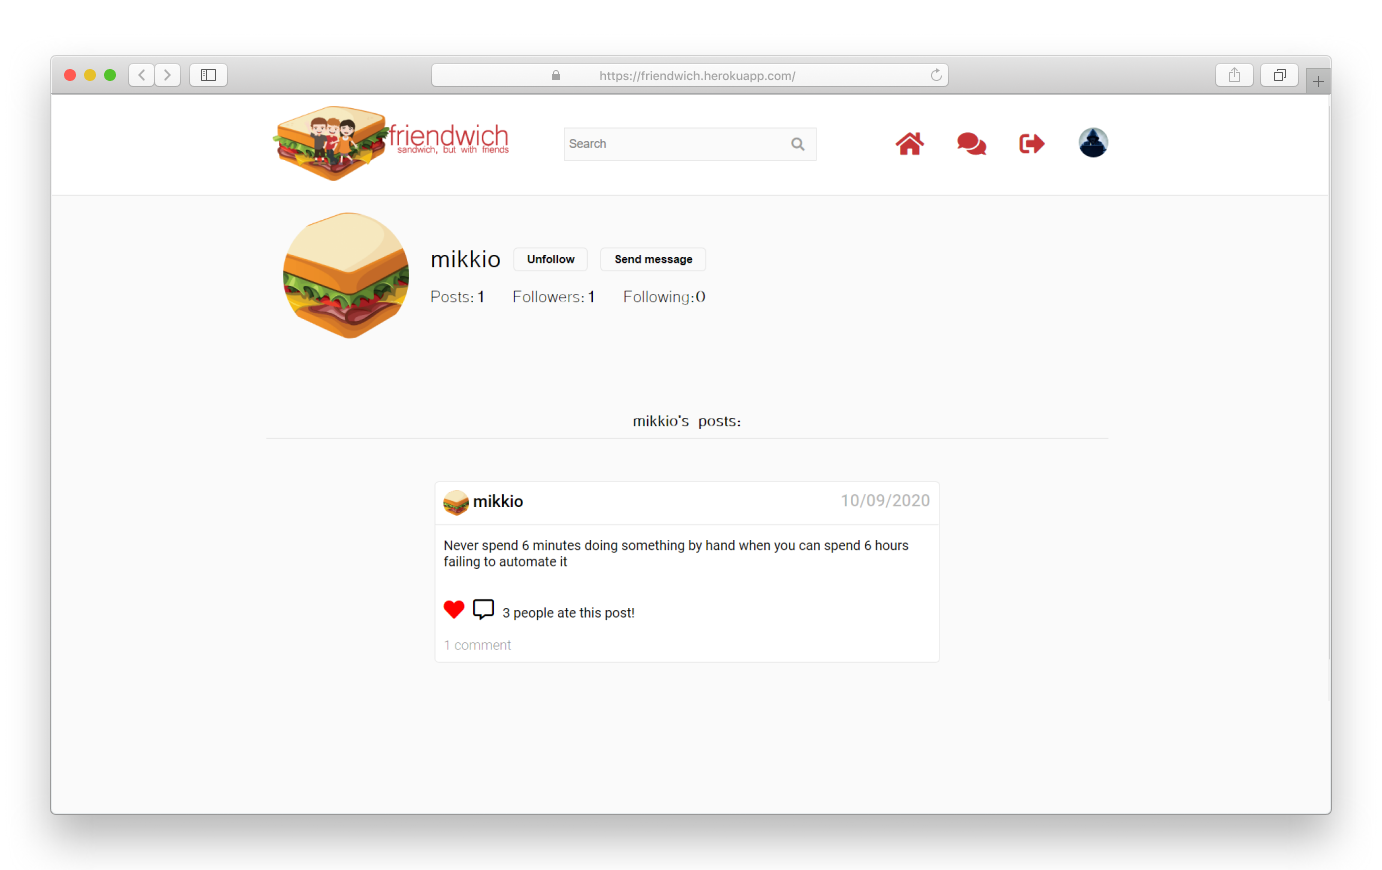 https://friendwich.herokuapp.com/
friendwich
sandwich, but with friends
Search
mikkio
Unfollow
Send message
Posts: 1
Followers: 1
Following:0
mikkio's posts:
mikkio
10/09/2020
Never spend 6 minutes doing something by hand when you can spend 6 hours
failing to automate it
3 people ate this post!
1 comment